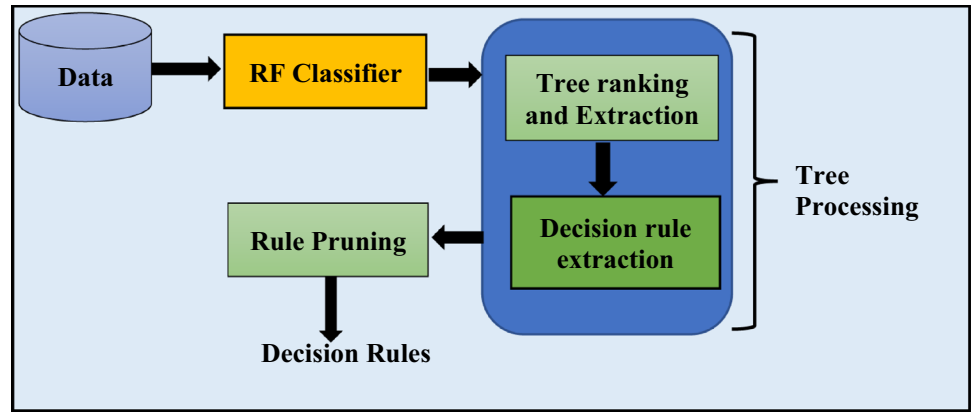 Data
RF Classifier
Tree ranking
and Extraction
Tree
Processing
Decision rule
extraction
Rule Pruning
Decision Rules